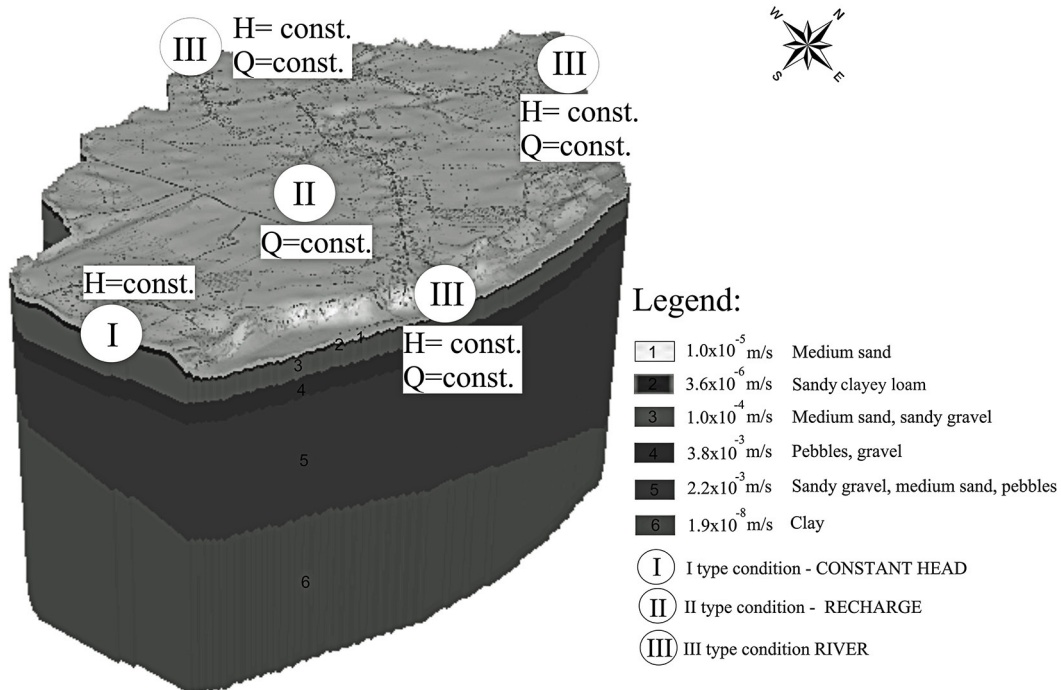 W
N
S
E
III
H= const.
Q=const.
III
H= const.
Q=const.
II
Q=const.
H=const.
I
III
H= const.
Q=const.
1
2
3
4
5
6
Legend:
1 1.0x10⁻⁵ m/s Medium sand
2 3.6x10⁻⁶ m/s Sandy clayey loam
3 1.0x10⁻⁴ m/s Medium sand, sandy gravel
4 3.8x10⁻³ m/s Pebbles, gravel
5 2.2x10⁻³ m/s Sandy gravel, medium sand, pebbles
6 1.9x10⁻⁸ m/s Clay
I I type condition - CONSTANT HEAD
II II type condition - RECHARGE
III III type condition RIVER